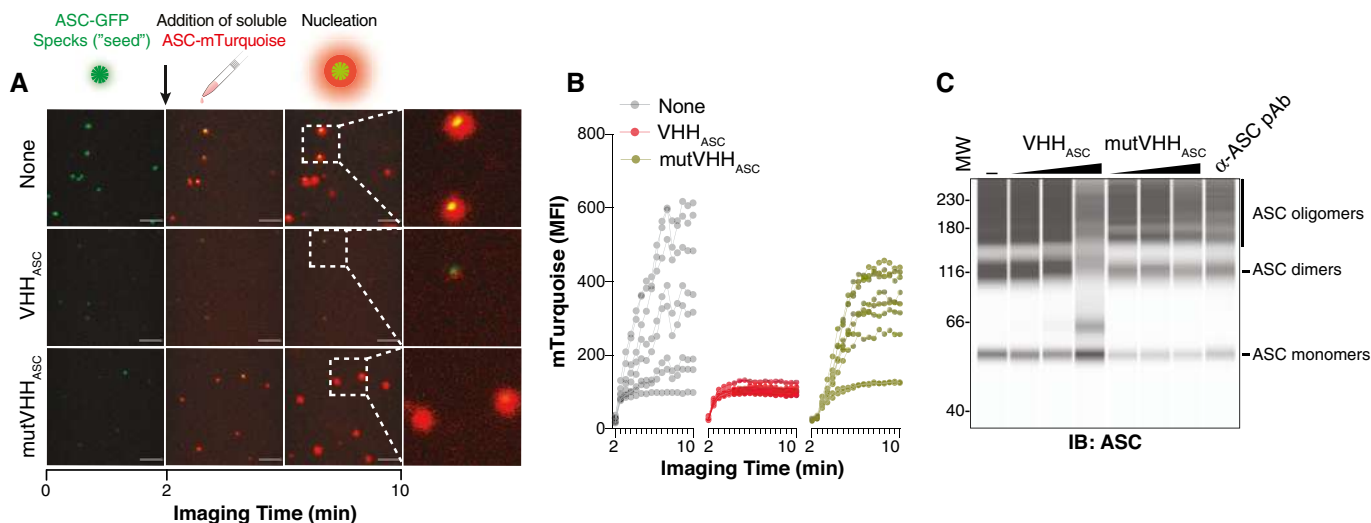 ASC-GFP
Specks ("seed")
Addition of soluble
ASC-mTurquoise
Nucleation
A
None
VHHASC
mutVHHASC
0
2
10
Imaging Time (min)
B
None
VHHASC
mutVHHASC
800
600
400
200
0
mTurquoise (MFI)
2
10
2
10
2
10
Imaging Time (min)
C
MW
–
VHHASC
mutVHHASC
α-ASC pAb
230-
180-
116-
66-
40-
ASC oligomers
ASC dimers
ASC monomers
IB: ASC